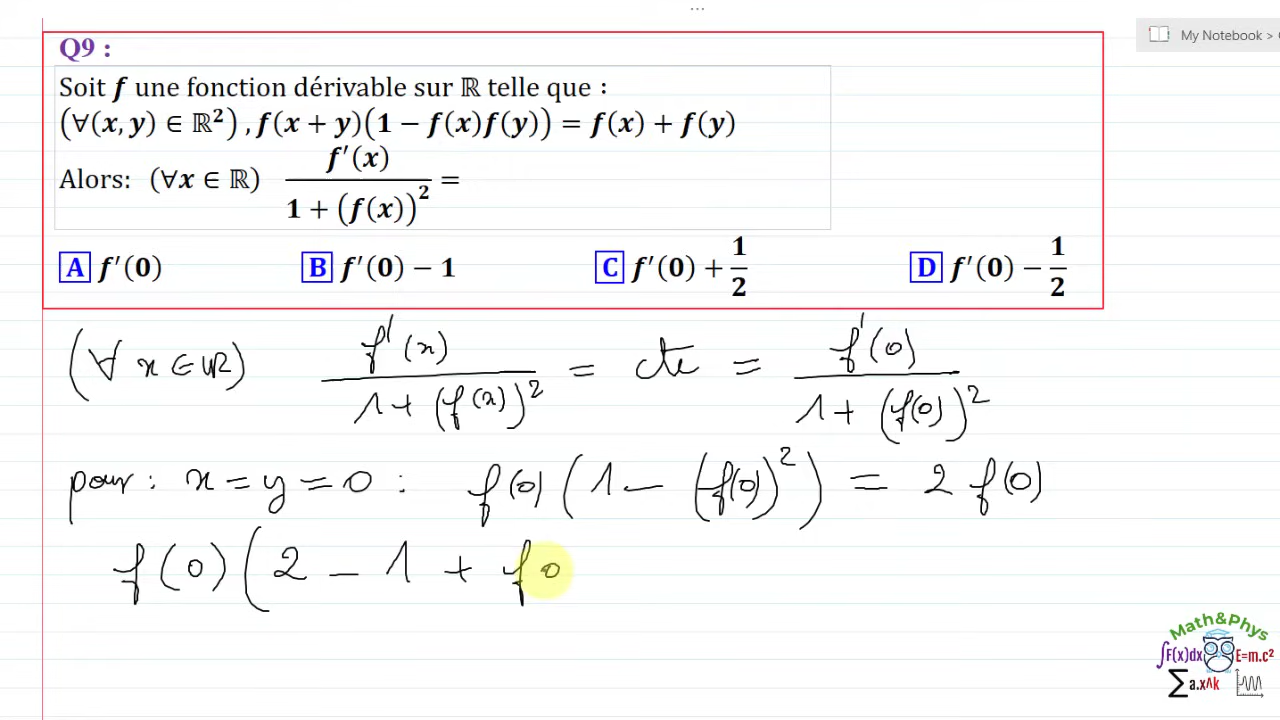 ...
My Notebook >
Q9 :
Soit f une fonction dérivable sur ℝ telle que :
(∀(x, y) ∈ ℝ²) , f(x + y)(1 − f(x)f(y)) = f(x) + f(y)
Alors: (∀x ∈ ℝ) f′(x) / (1 + (f(x))²) =
A f′(0) B f′(0) − 1 C f′(0) + 1/2 D f′(0) − 1/2
(∀ x ∈ ℝ) f'(x) / (1 + (f(x))²) = cte = f'(0) / (1 + (f(0))²)
pour : x = y = 0 : f(0) (1 − (f(0))²) = 2 f(0)
f(0) (2 − 1 + f0
Math&Phys
∫F(x)dx E=m.c²
∑ a.x∧k